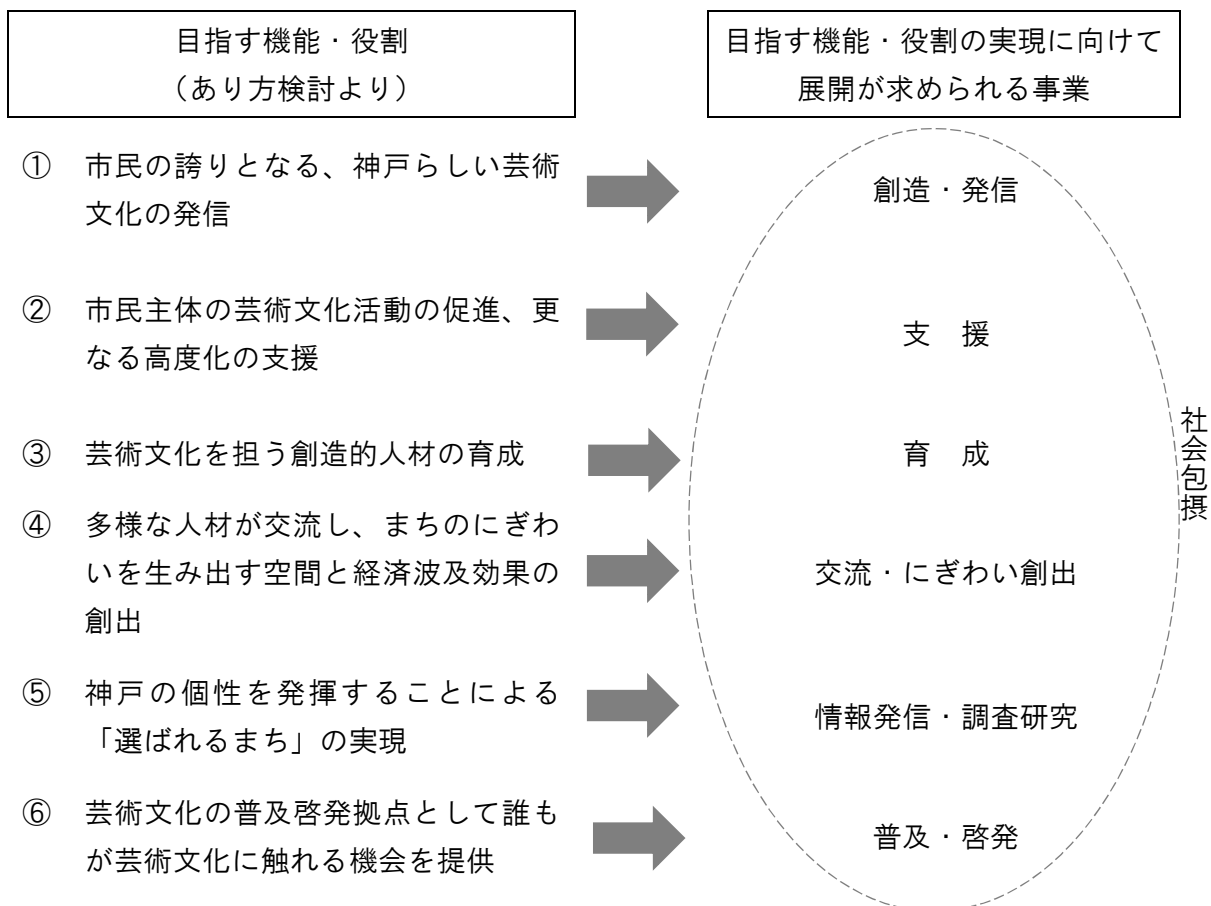 目指す機能・役割
（あり方検討より）
目指す機能・役割の実現に向けて
展開が求められる事業
① 市民の誇りとなる、神戸らしい芸術
文化の発信
創造・発信
② 市民主体の芸術文化活動の促進、更
なる高度化の支援
支　援
③ 芸術文化を担う創造的人材の育成
育　成
④ 多様な人材が交流し、まちのにぎわ
いを生み出す空間と経済波及効果の
創出
交流・にぎわい創出
⑤ 神戸の個性を発揮することによる
「選ばれるまち」の実現
情報発信・調査研究
⑥ 芸術文化の普及啓発拠点として誰も
が芸術文化に触れる機会を提供
普及・啓発
社会包摂